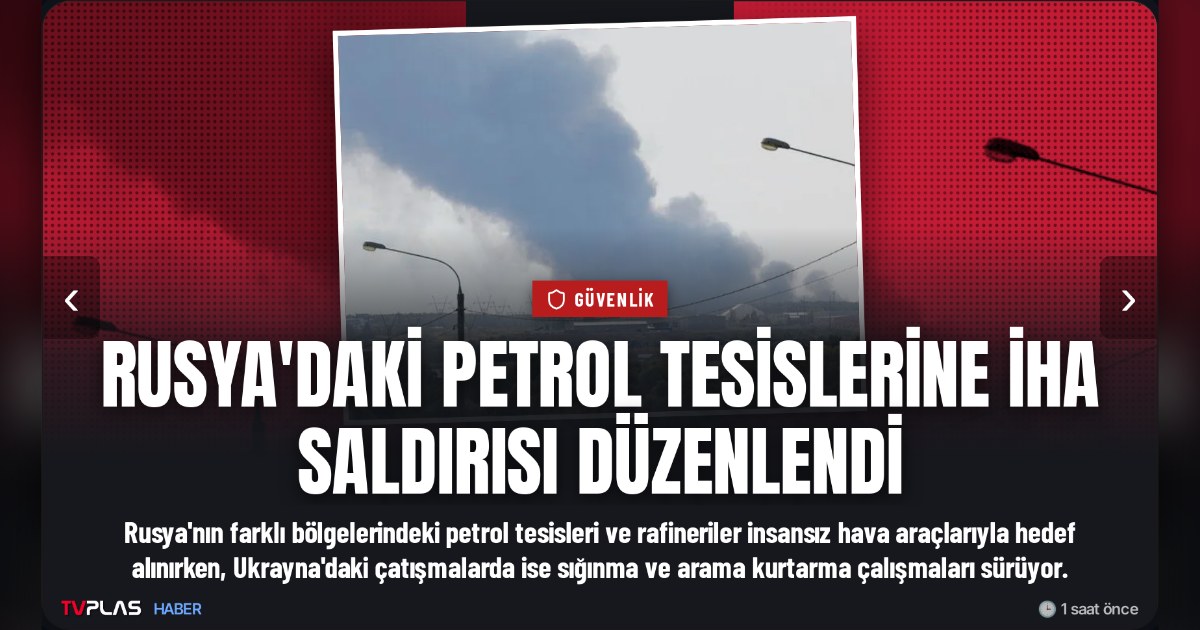 GÜVENLİK
RUSYA'DAKİ PETROL TESİSLERİNE İHA
SALDIRISI DÜZENLENDİ
Rusya'nın farklı bölgelerindeki petrol tesisleri ve rafineriler insansız hava araçlarıyla hedef
alınırken, Ukrayna'daki çatışmalarda ise sığınma ve arama kurtarma çalışmaları sürüyor.
TVPLAS HABER
1 saat önce